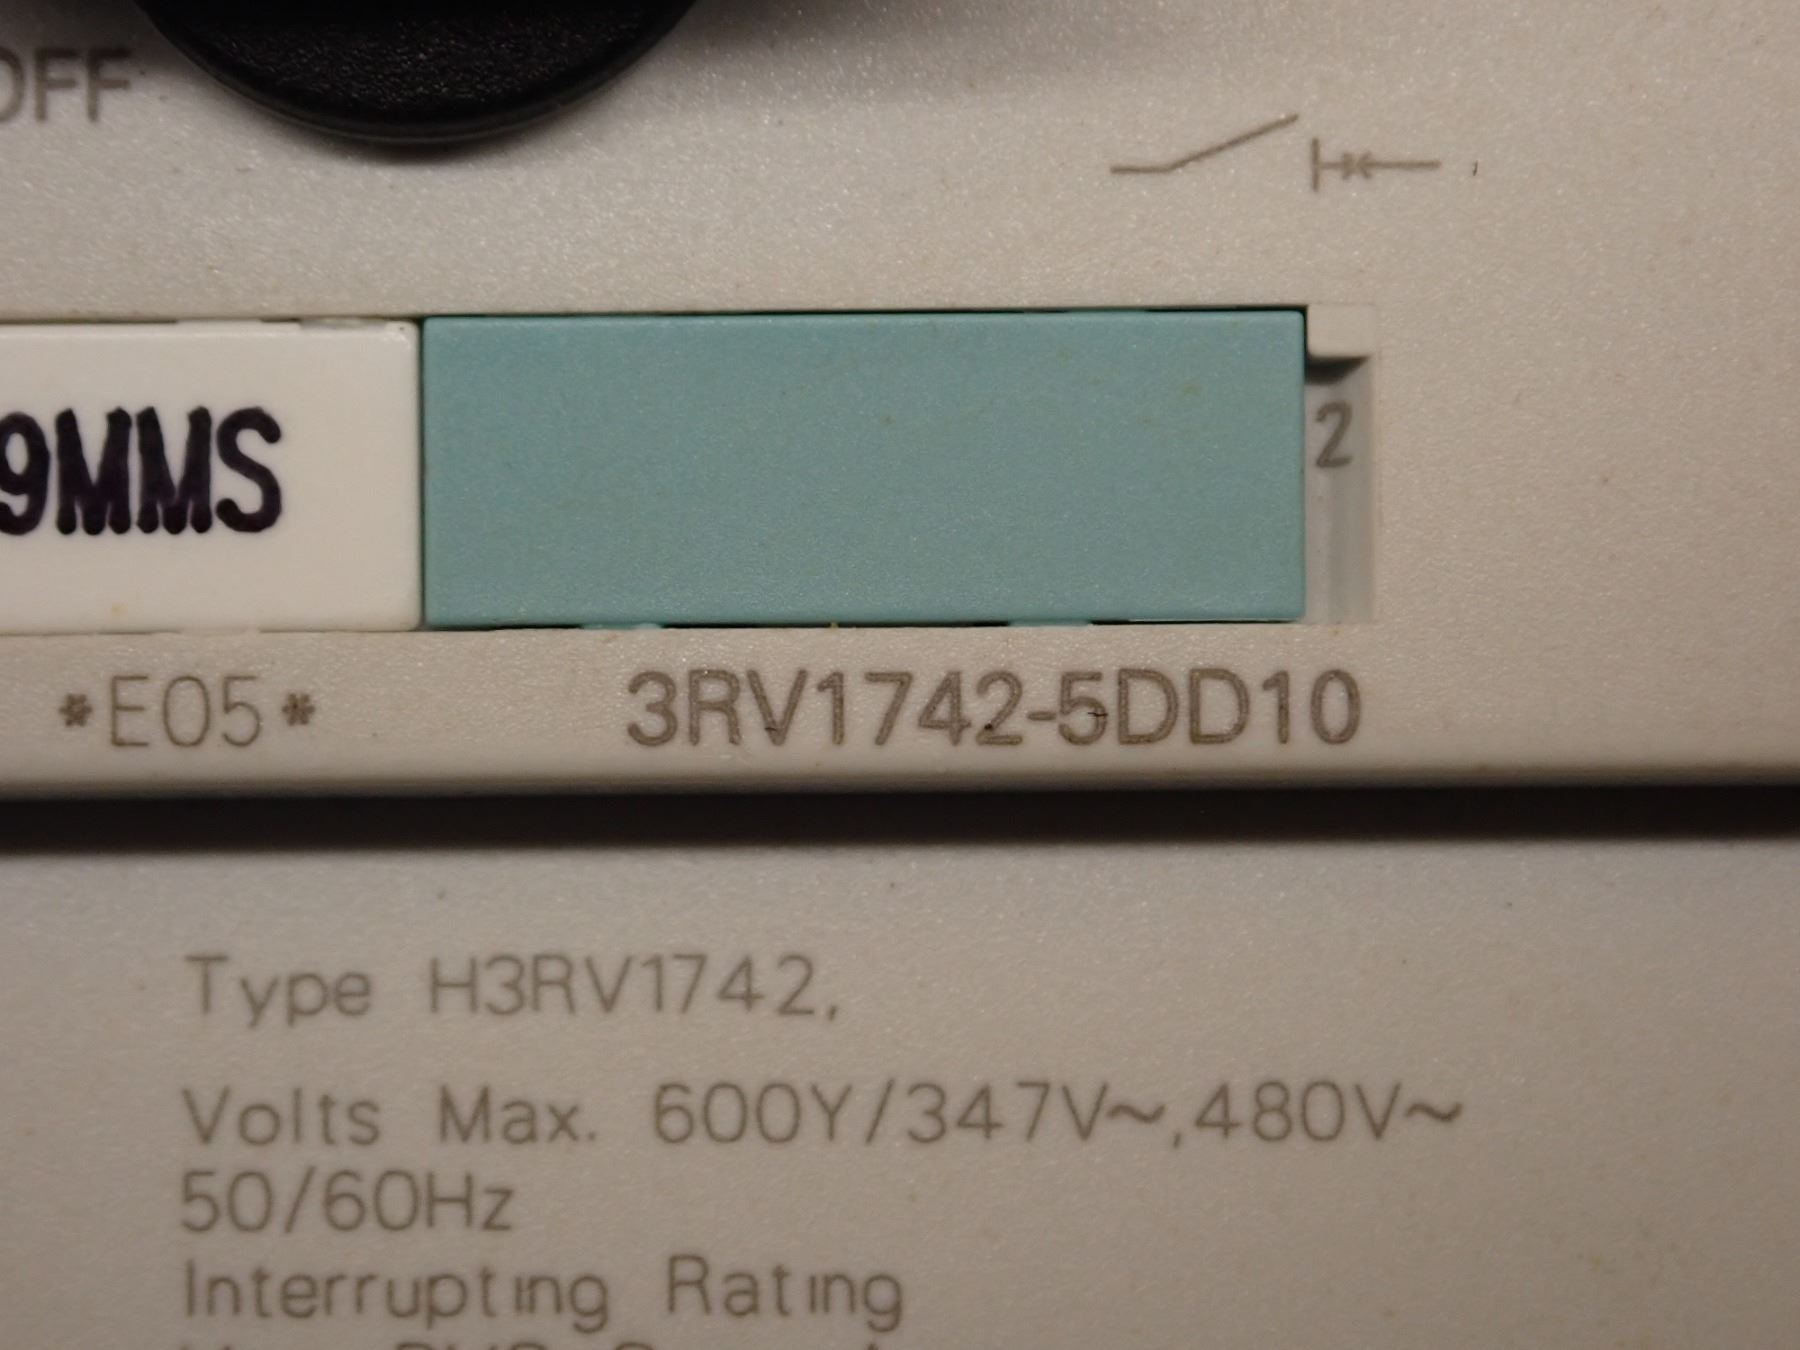 OFF
9MMS
2
*E05* 3RV1742-5DD10
Type H3RV1742,
Volts Max. 600Y/347V~,480V~
50/60Hz
Interrupting Rating